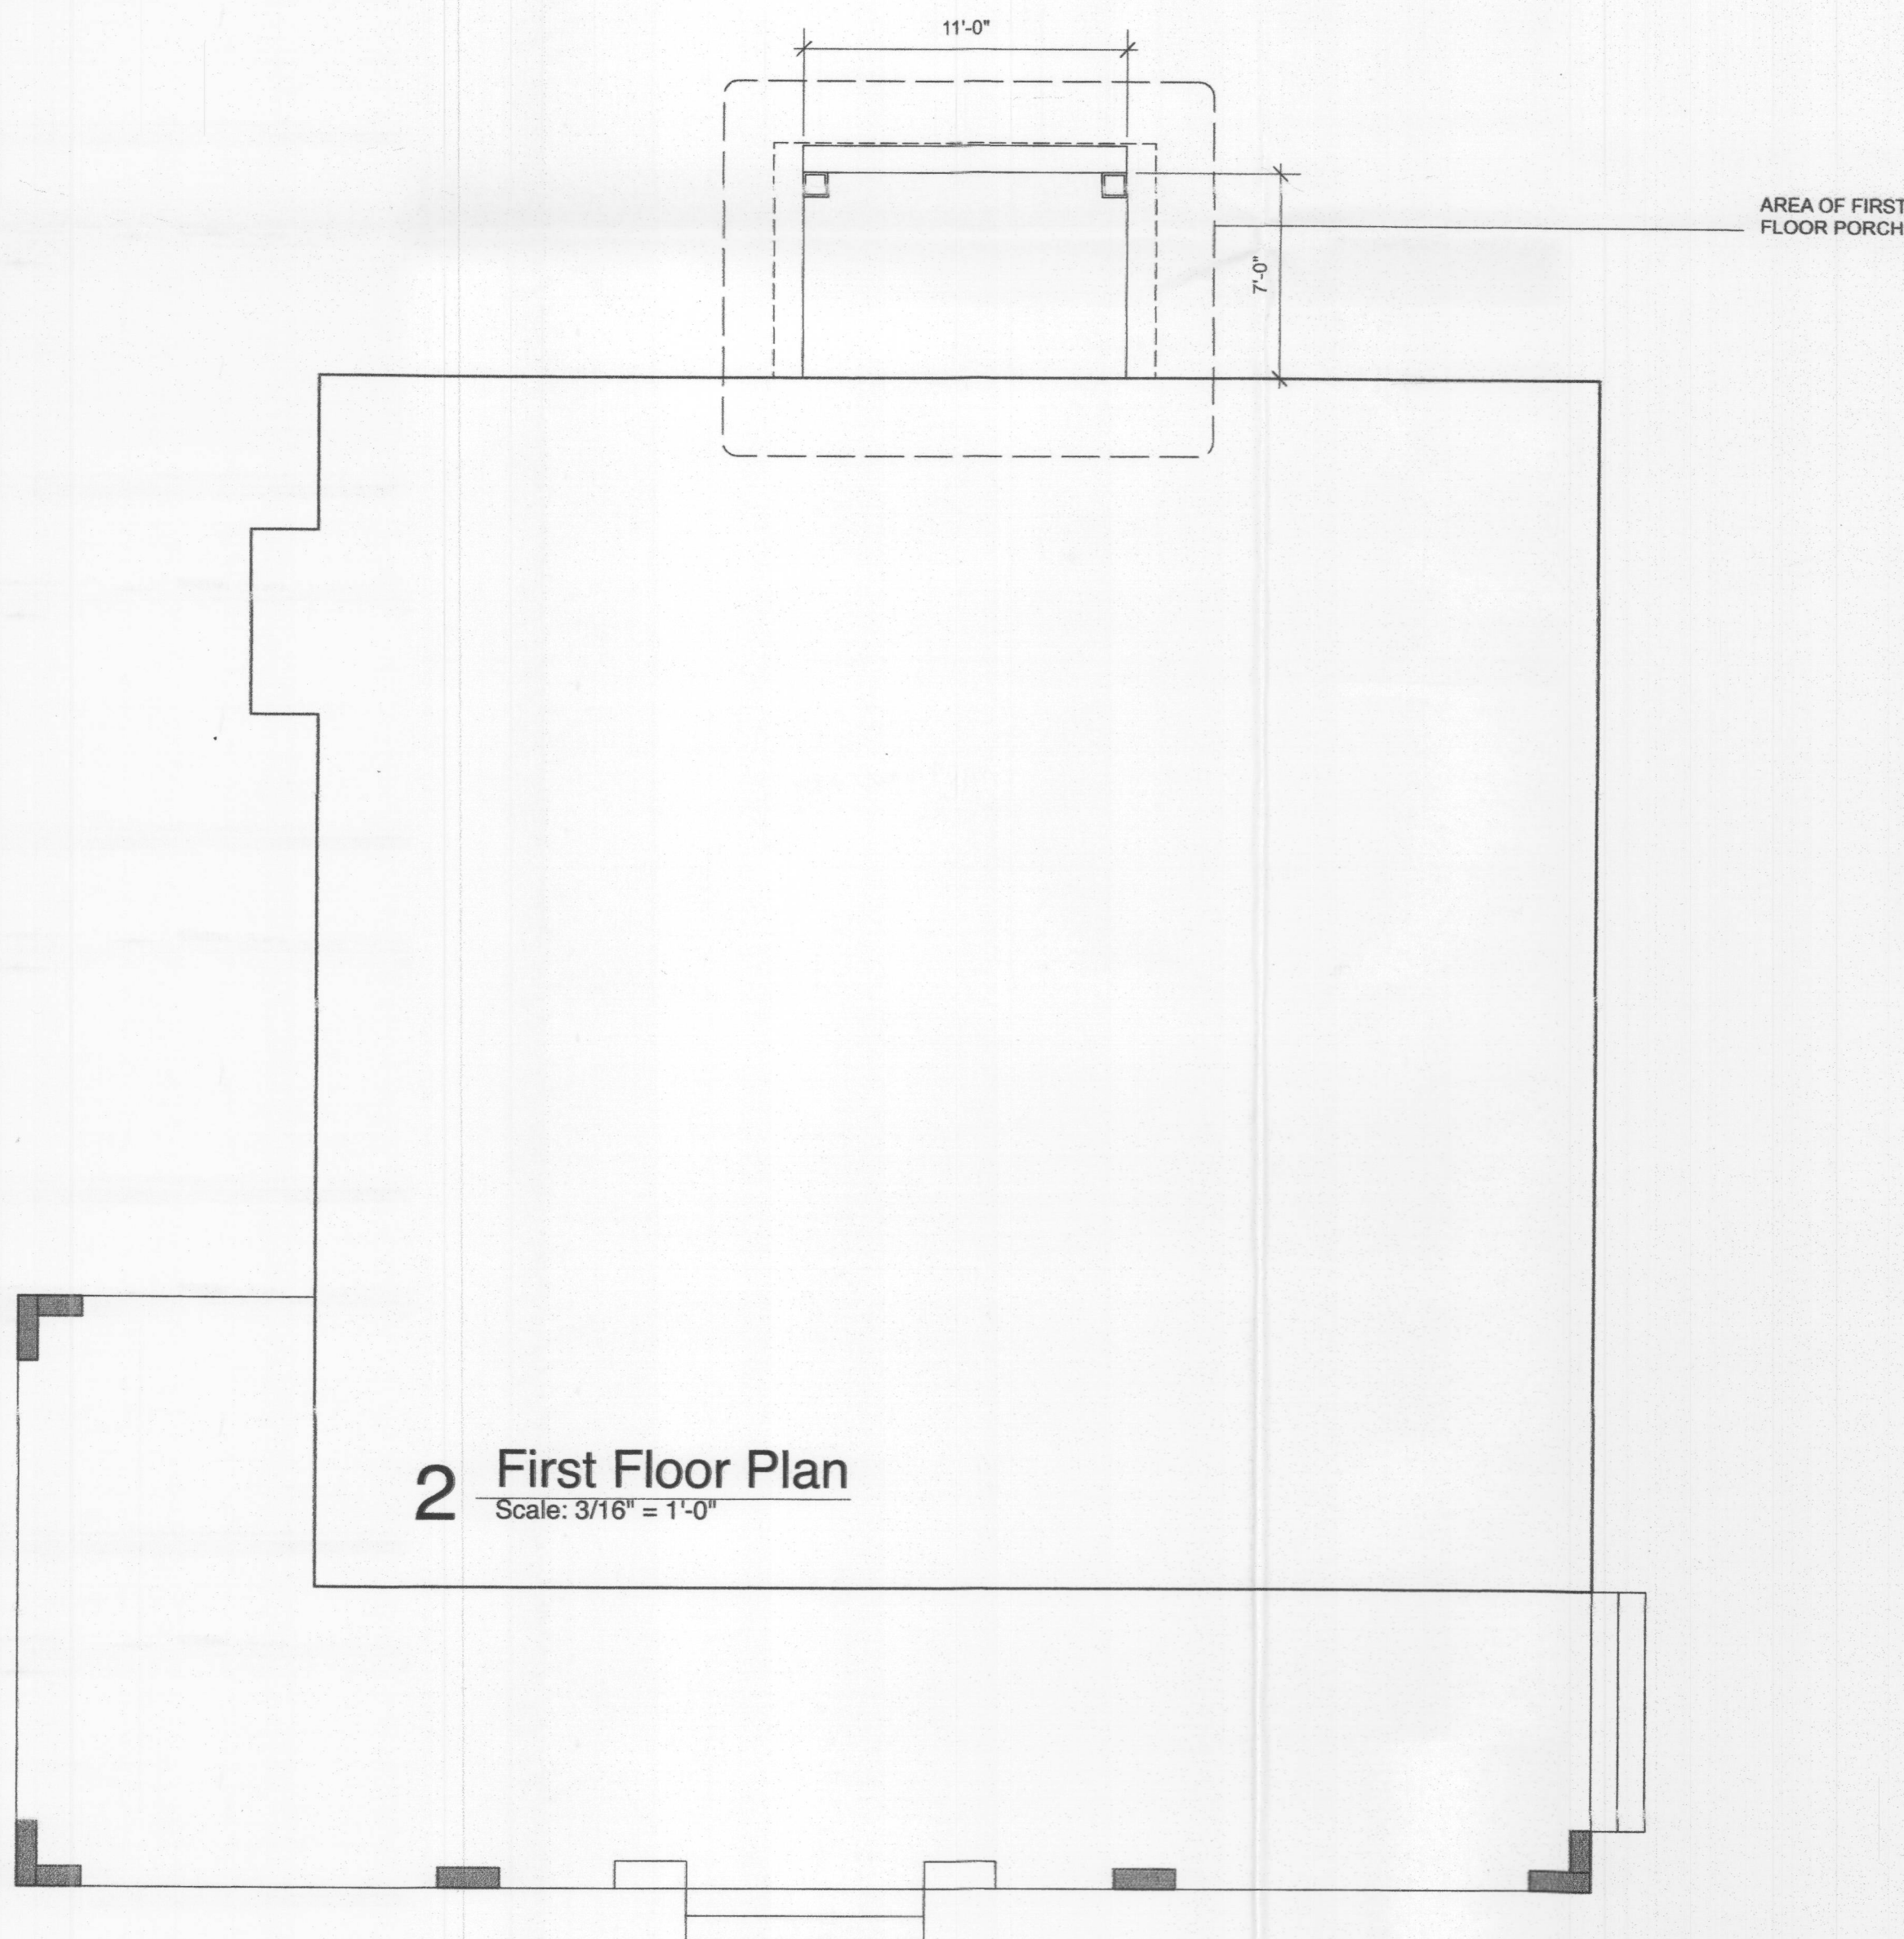 11'-0"
AREA OF FIRST
FLOOR PORCH
7'-0"
2 First Floor Plan
Scale: 3/16" = 1'-0"